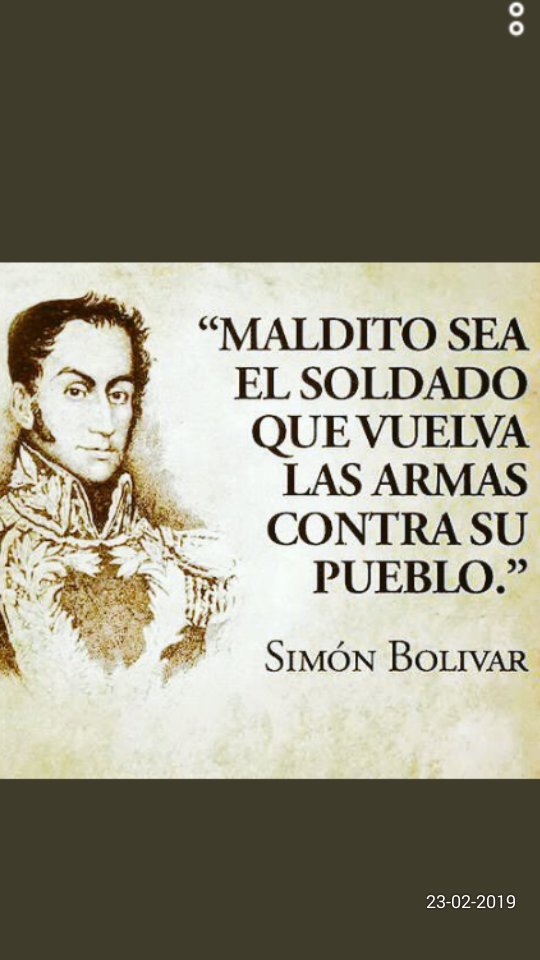 “MALDITO SEA
EL SOLDADO
QUE VUELVA
LAS ARMAS
CONTRA SU
PUEBLO.”
SIMÓN BOLIVAR
23-02-2019